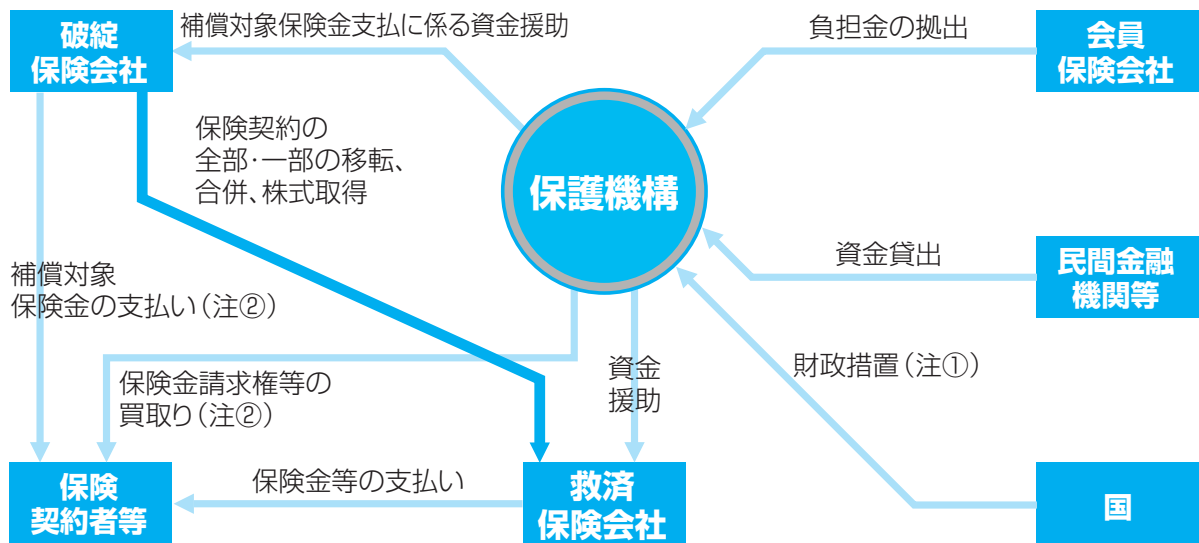 破綻
保険会社
補償対象保険金支払に係る資金援助
負担金の拠出
会員
保険会社
保険契約の
全部・一部の移転、
合併、株式取得
保護機構
資金貸出
民間金融
機関等
補償対象
保険金の支払い(注②)
保険金請求権等の
買取り(注②)
資金
援助
財政措置(注①)
保険
契約者等
保険金等の支払い
救済
保険会社
国